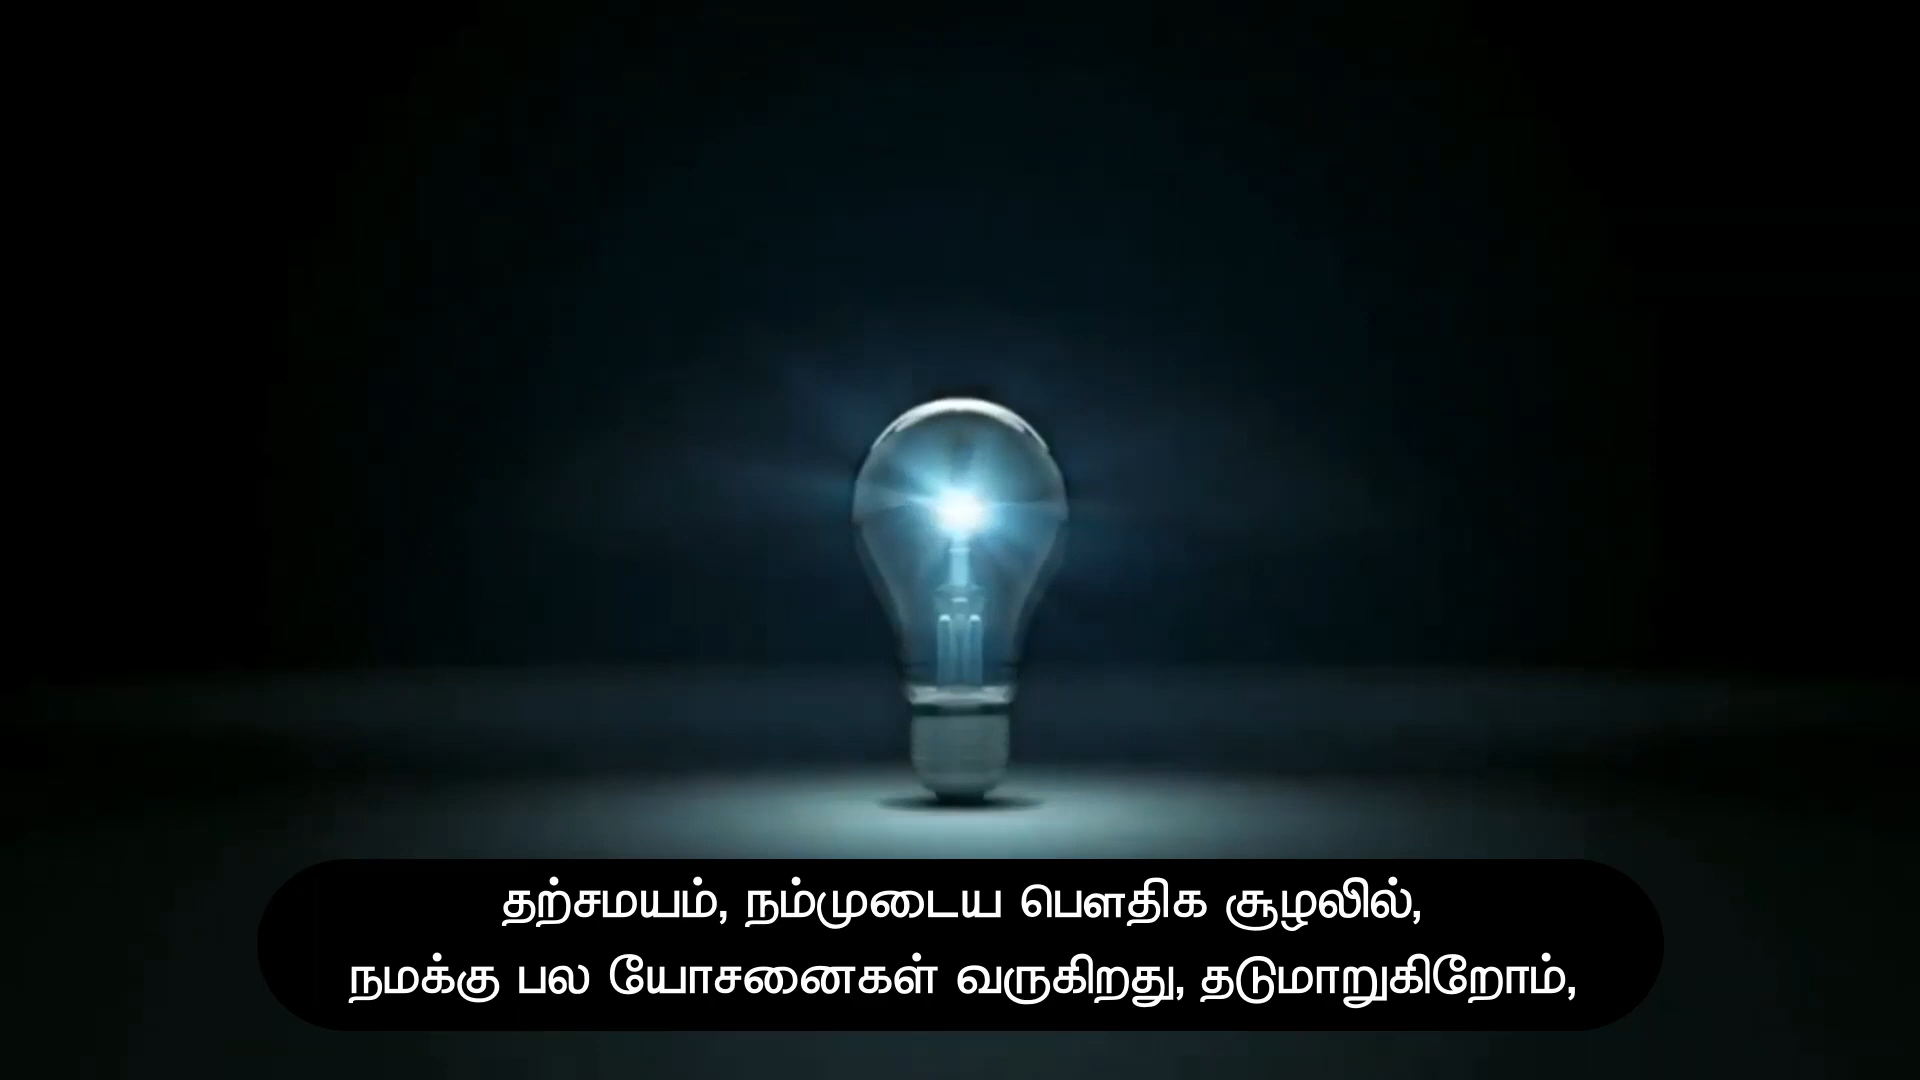 தற்சமயம், நம்முடைய பௌதிக சூழலில்,
நமக்கு பல யோசனைகள் வருகிறது, தடுமாறுகிறோம்,